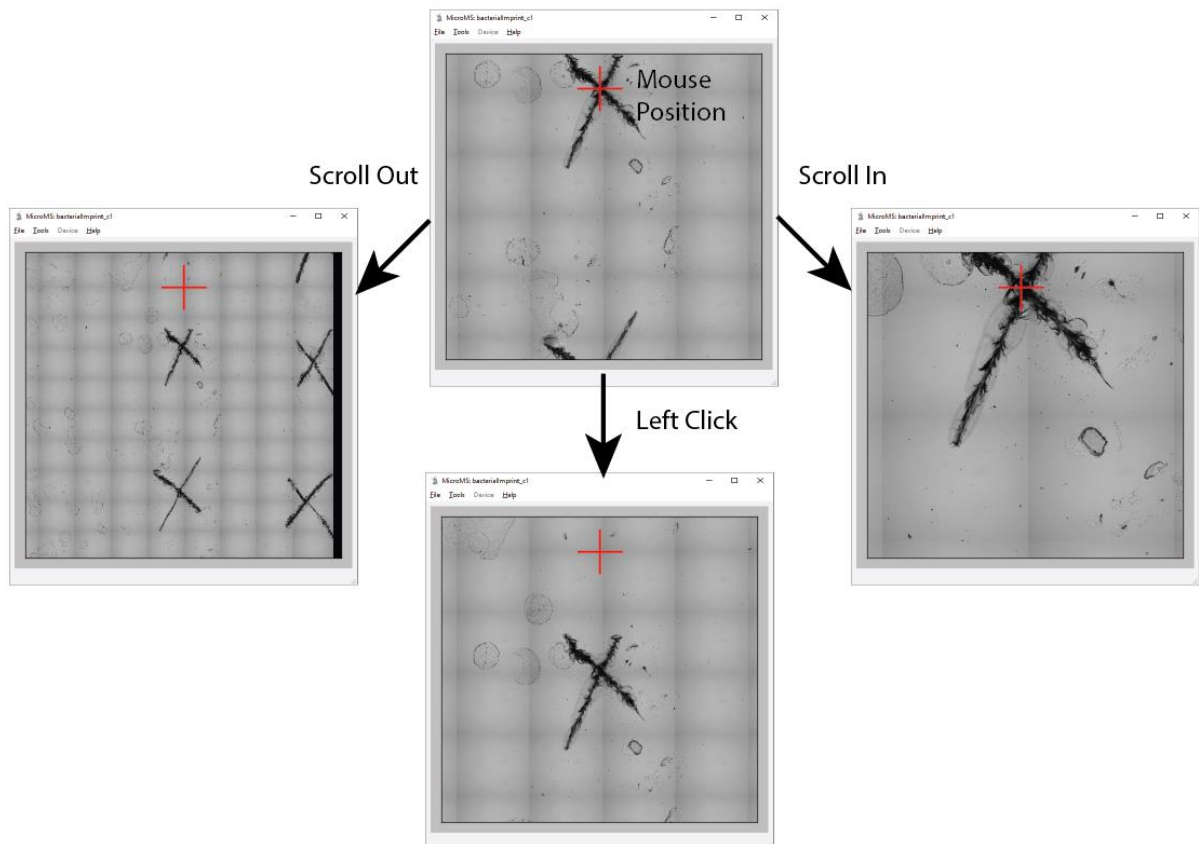 MicroMS: bacterialImprint_c1
File Tools Device Help
Mouse
Position
Scroll Out
Scroll In
MicroMS: bacterialImprint_c1
File Tools Device Help
MicroMS: bacterialImprint_c1
File Tools Device Help
Left Click
MicroMS: bacterialImprint_c1
File Tools Device Help